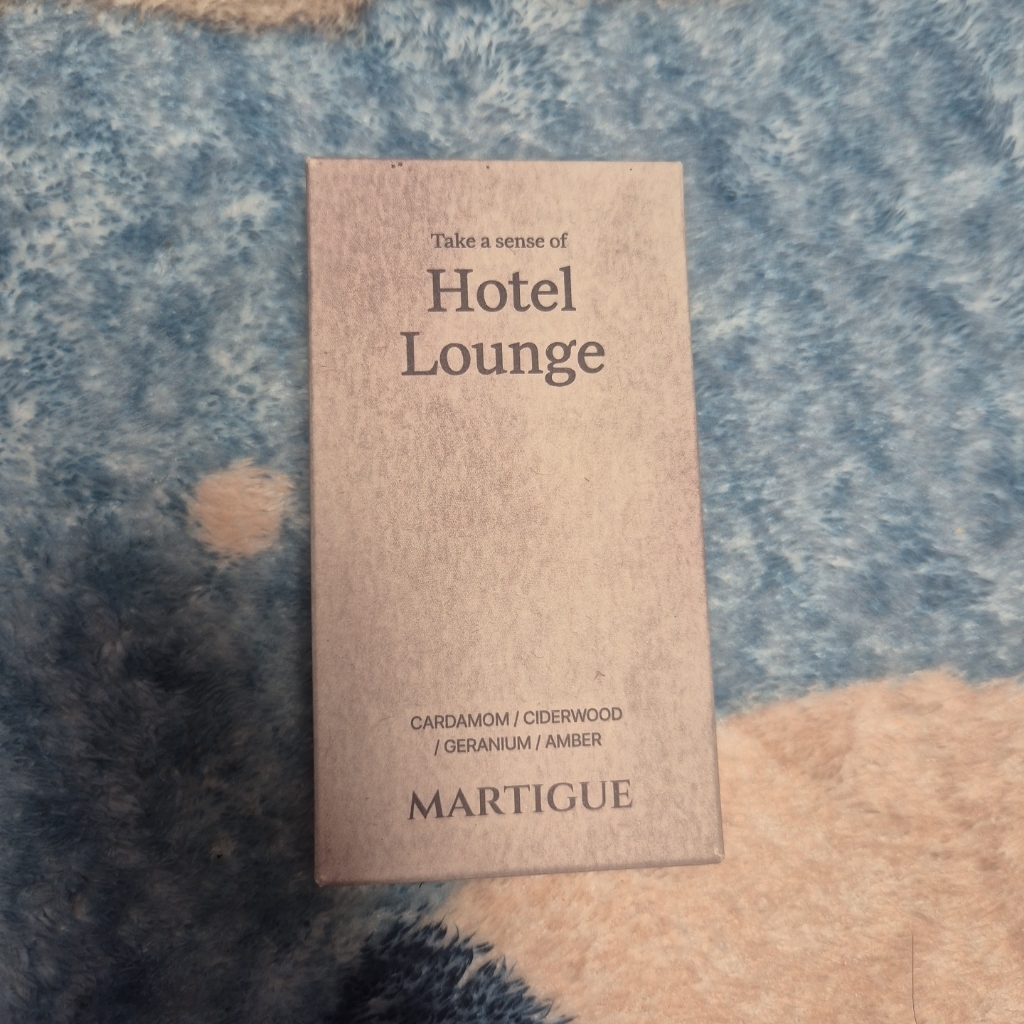 Take a sense of
Hotel
Lounge
CARDAMOM / CIDERWOOD
/ GERANIUM / AMBER
MARTIGUE